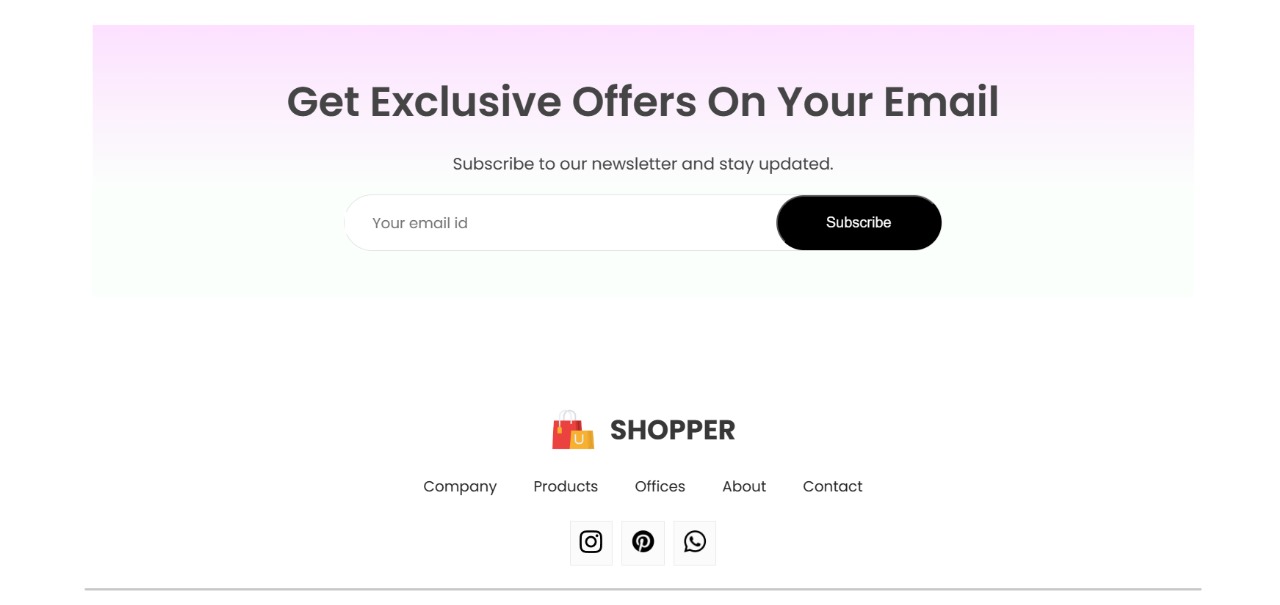 Get Exclusive Offers On Your Email
Subscribe to our newsletter and stay updated.
Your email id Subscribe
SHOPPER
Company Products Offices About Contact